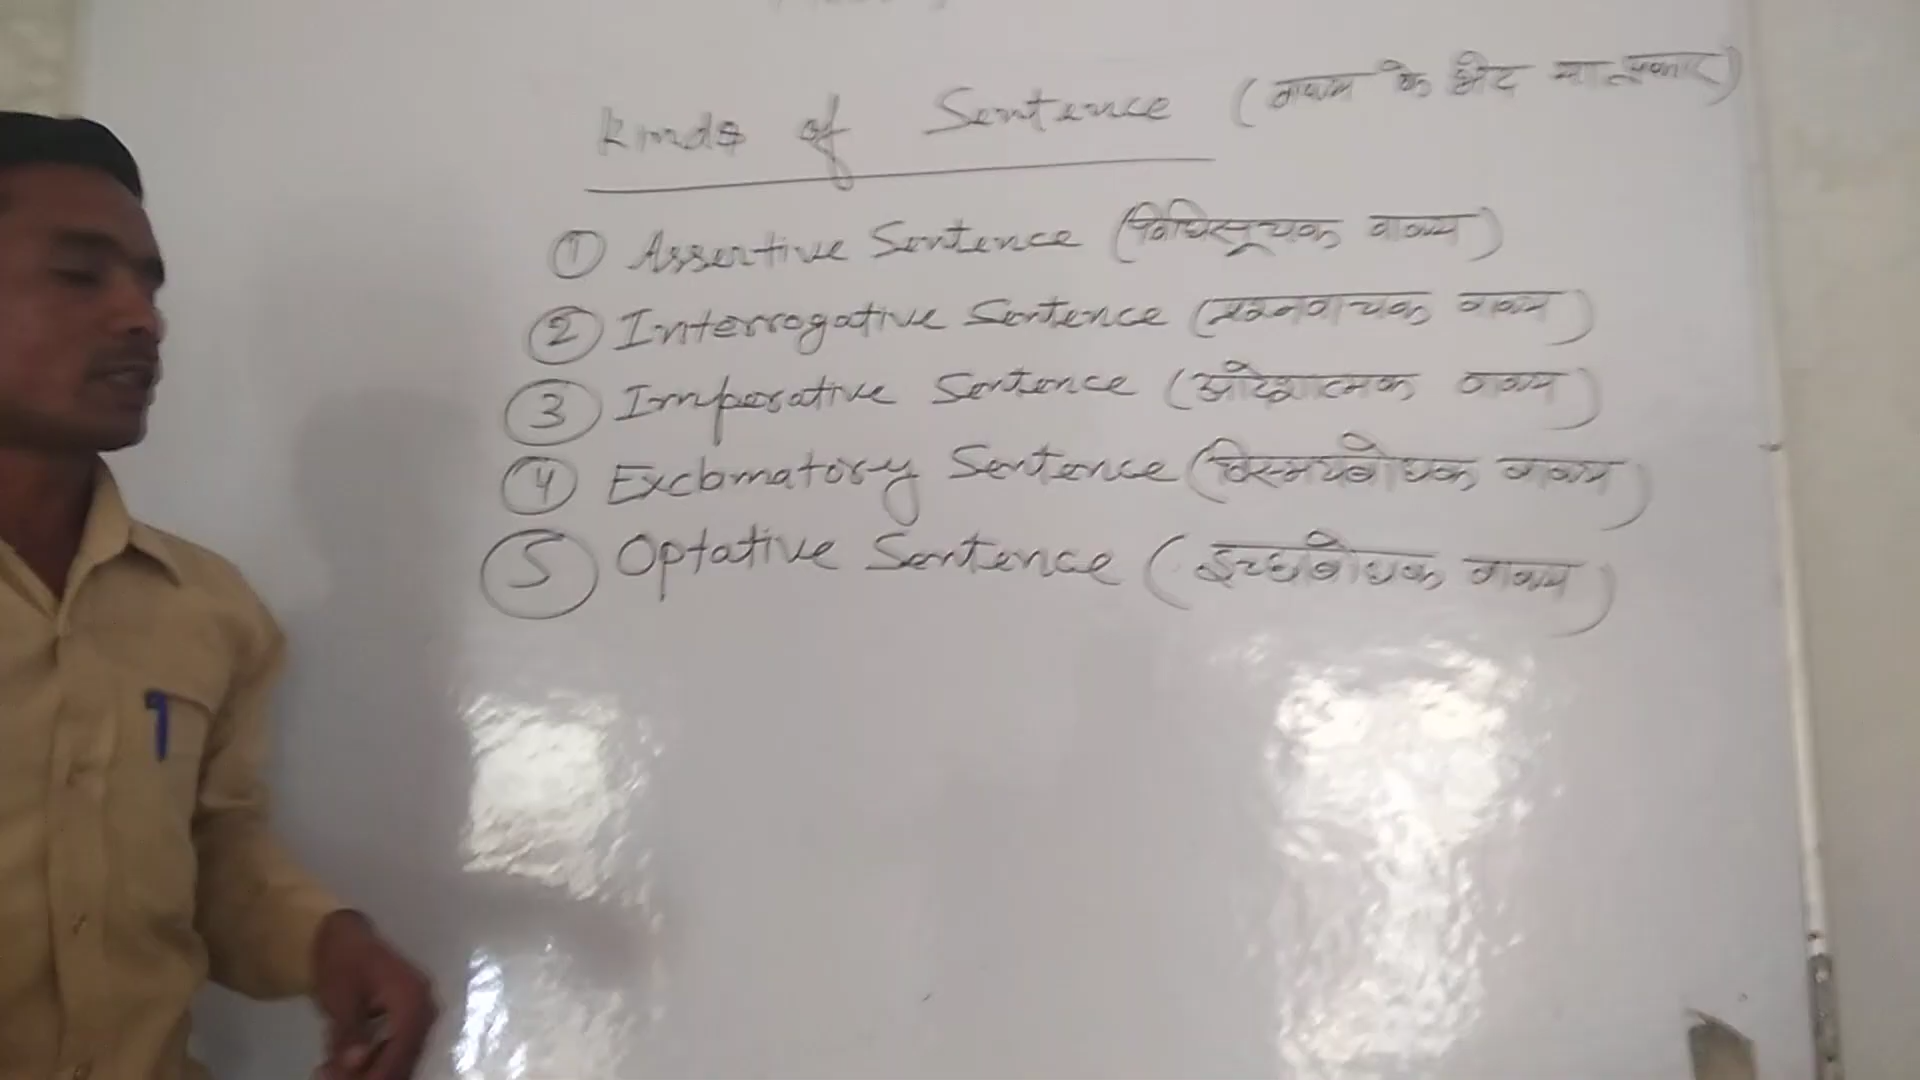 Kinds of Sentence (वाक्य के भेद या प्रकार)
① Assertive Sentence (विधिसूचक वाक्य)
② Interrogative Sentence (प्रश्नवाचक वाक्य)
③ Imperative Sentence (आदेशात्मक वाक्य)
④ Exclamatory Sentence (विस्मयबोधक वाक्य)
⑤ Optative Sentence (इच्छाबोधक वाक्य)